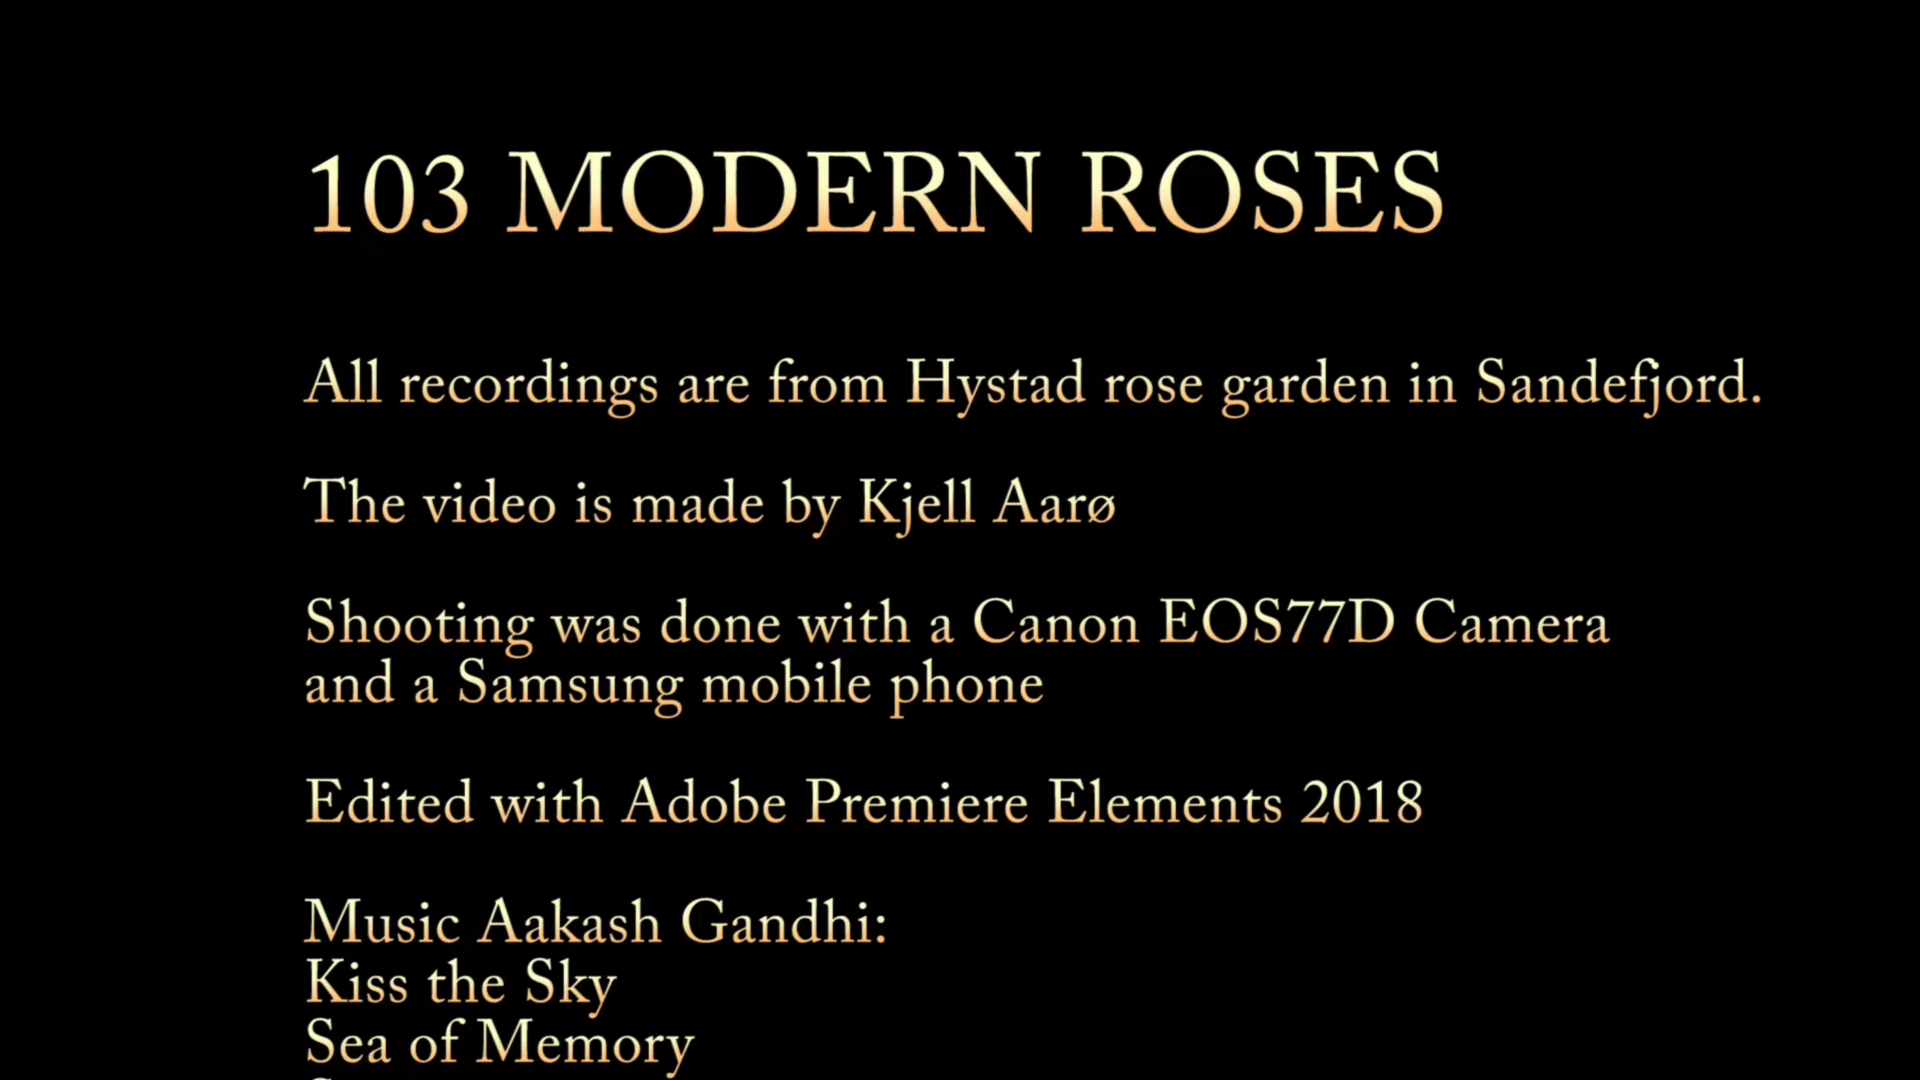 103 MODERN ROSES
All recordings are from Hystad rose garden in Sandefjord.
The video is made by Kjell Aarø
Shooting was done with a Canon EOS77D Camera
and a Samsung mobile phone
Edited with Adobe Premiere Elements 2018
Music Aakash Gandhi:
Kiss the Sky
Sea of Memory